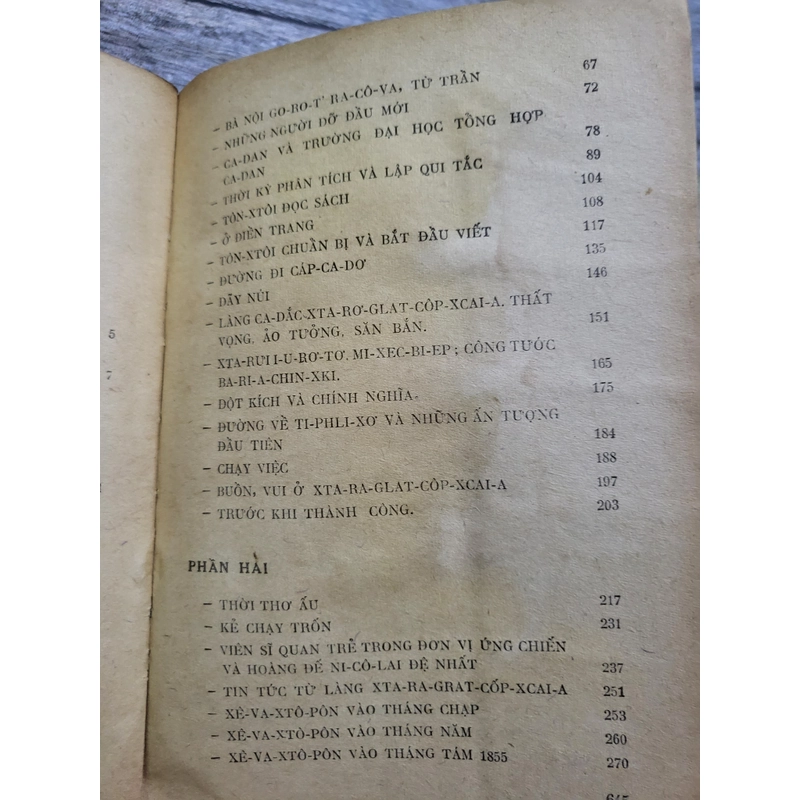 – BÀ NỘI GO-RO-T' RA-CÔ-VA, TỪ TRẦN 67
– NHỮNG NGƯỜI ĐỠ ĐẦU MỚI 72
– CA-DAN VÀ TRƯỜNG ĐẠI HỌC TỔNG HỢP
CA-DAN 78
– THỜI KỲ PHÂN TÍCH VÀ LẬP QUI TẮC 89
– TÔN-XTÔI ĐỌC SÁCH 104
– Ở ĐIỀN TRANG 108
– TÔN-XTÔI CHUẨN BỊ VÀ BẮT ĐẦU VIẾT 117
– ĐƯỜNG ĐI CÁP-CA-DƠ 135
– DÃY NÚI 146
– LÀNG CA-DẮC-XTA-RƠ-GLAT-CỐP-XCAI-A. THẤT
VỌNG, ẢO TƯỞNG, SĂN BẮN. 151
– XTA-RƯI I-U-RƠ-TƠ. MI-XEC-BI-EP ; CÔNG TƯỚC
BA-RI-A-CHIN-XKI. 165
– ĐỘT KÍCH VÀ CHÍNH NGHĨA. 175
– ĐƯỜNG VỀ TI-PHLI-XƠ VÀ NHỮNG ẤN TƯỢNG
ĐẦU TIÊN 184
– CHẠY VIỆC 188
– BUỒN, VUI Ở XTA-RA-GLAT-CỐP-XCAI-A 197
– TRƯỚC KHI THÀNH CÔNG. 203
PHẦN HAI
– THỜI THƠ ẤU 217
– KẺ CHẠY TRỐN 231
– VIÊN SĨ QUAN TRẺ TRONG ĐƠN VỊ ỨNG CHIẾN
VÀ HOÀNG ĐẾ NI-CÔ-LAI ĐỆ NHẤT 237
– TIN TỨC TỪ LÀNG XTA-RA-GRAT-CỐP-XCAI-A 251
– XÊ-VA-XTÔ-PÔN VÀO THÁNG CHẠP 253
– XÊ-VA-XTÔ-PÔN VÀO THÁNG NĂM 260
– XÊ-VA-XTÔ-PÔN VÀO THÁNG TÁM 1855 270
5
7